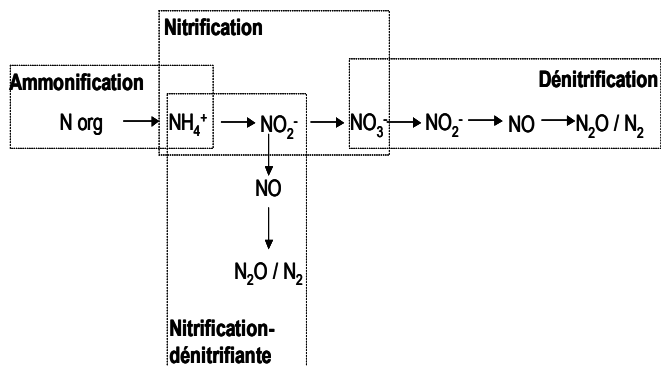 Nitrification
Ammonification
Dénitrification
N org → NH₄⁺ → NO₂⁻ → NO₃⁻ → NO₂⁻ → NO → N₂O / N₂
NO
N₂O / N₂
Nitrification-
dénitrifiante